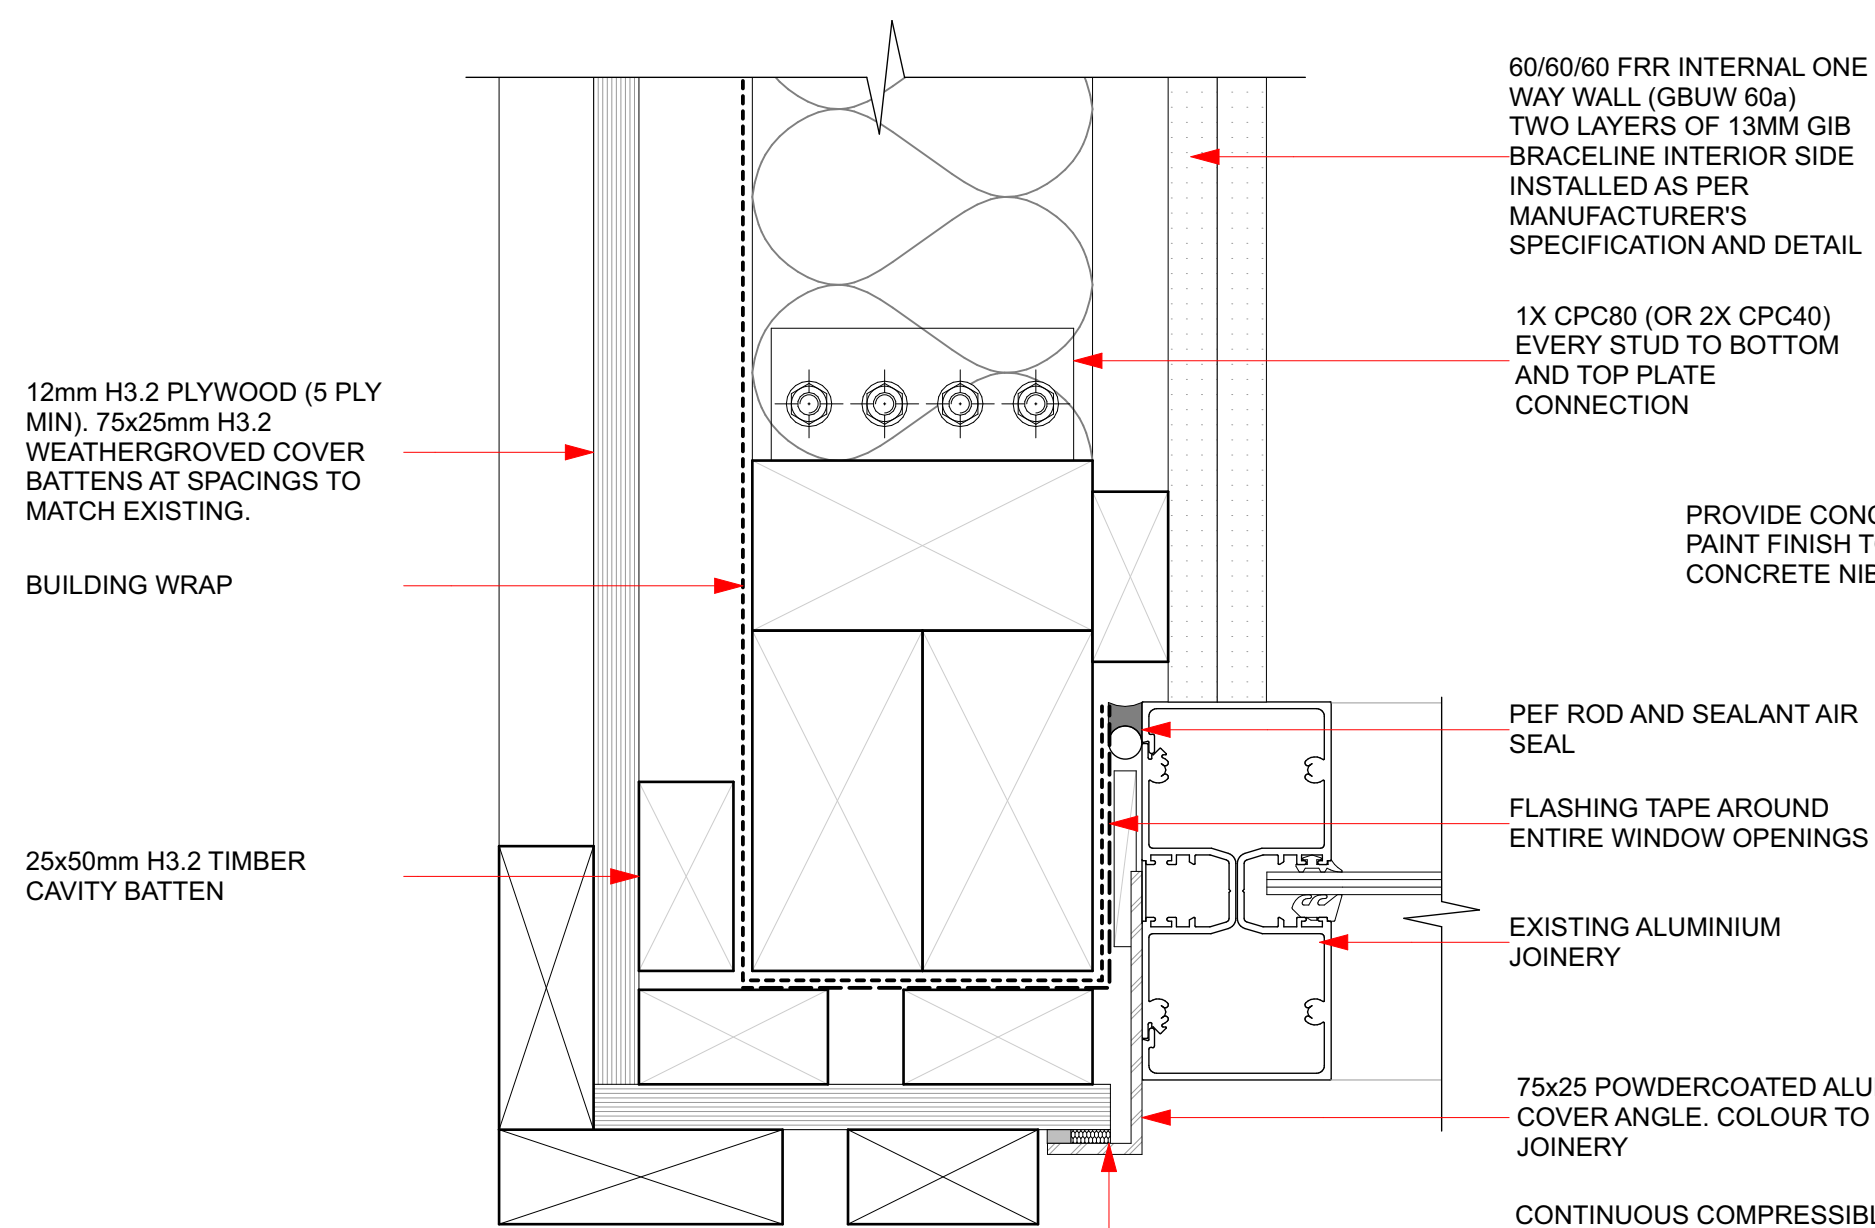 60/60/60 FRR INTERNAL ONE
WAY WALL (GBUW 60a)
TWO LAYERS OF 13MM GIB
BRACELINE INTERIOR SIDE
INSTALLED AS PER
MANUFACTURER'S
SPECIFICATION AND DETAIL
1X CPC80 (OR 2X CPC40)
EVERY STUD TO BOTTOM
AND TOP PLATE
CONNECTION
12mm H3.2 PLYWOOD (5 PLY
MIN). 75x25mm H3.2
WEATHERGROVED COVER
BATTENS AT SPACINGS TO
MATCH EXISTING.
BUILDING WRAP
PROVIDE
PAINT FINISH
CONCRETE
PEF ROD AND SEALANT AIR
SEAL
FLASHING TAPE AROUND
ENTIRE WINDOW OPENINGS
25x50mm H3.2 TIMBER
CAVITY BATTEN
EXISTING ALUMINIUM
JOINERY
75x25 POWDERCOATED ALU
COVER ANGLE. COLOUR TO
JOINERY
CONTINUOUS